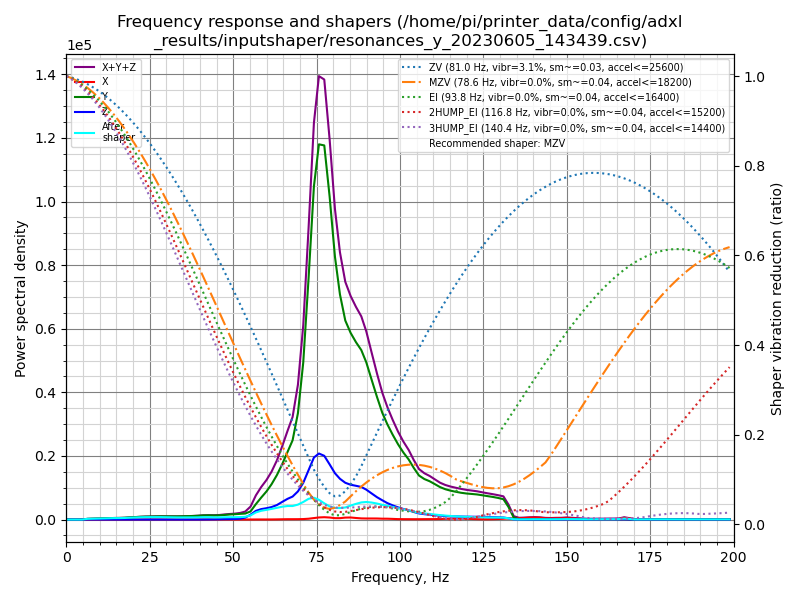 Frequency response and shapers (/home/pi/printer_data/config/adxl
_results/inputshaper/resonances_y_20230605_143439.csv)
1e5
X+Y+Z
X
Y
Z
After
shaper
ZV (81.0 Hz, vibr=3.1%, sm~=0.03, accel<=25600)
MZV (78.6 Hz, vibr=0.0%, sm~=0.04, accel<=18200)
EI (93.8 Hz, vibr=0.0%, sm~=0.04, accel<=16400)
2HUMP_EI (116.8 Hz, vibr=0.0%, sm~=0.04, accel<=15200)
3HUMP_EI (140.4 Hz, vibr=0.0%, sm~=0.04, accel<=14400)
Recommended shaper: MZV
Power spectral density
1.4
1.2
1.0
0.8
0.6
0.4
0.2
0.0
Shaper vibration reduction (ratio)
1.0
0.8
0.6
0.4
0.2
0.0
0 25 50 75 100 125 150 175 200
Frequency, Hz